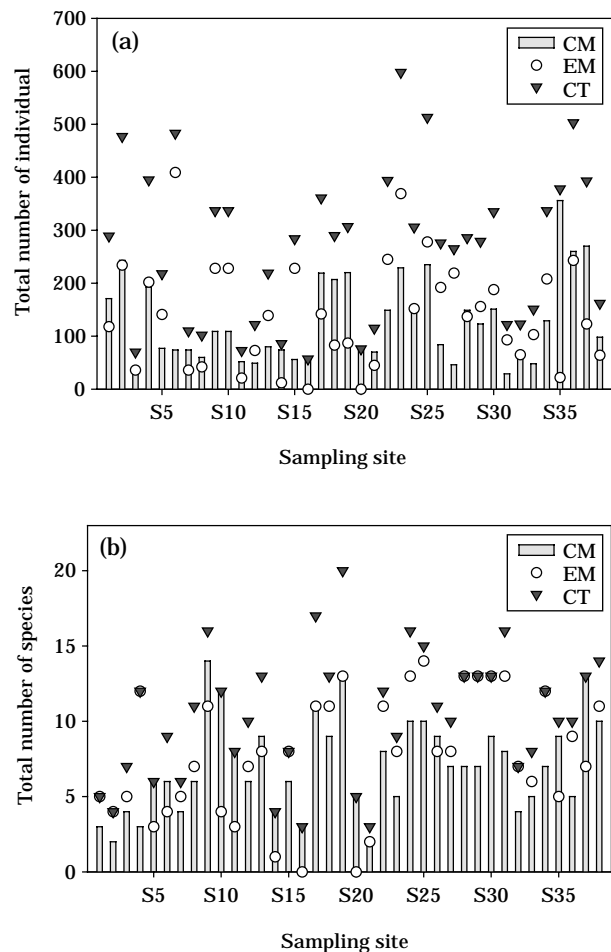 700
(a)
CM
600
EM
CT
500
400
300
200
100
0
Total number of individual
S5 S10 S15 S20 S25 S30 S35
Sampling site
(b)
CM
20
EM
CT
15
10
5
0
Total number of species
S5 S10 S15 S20 S25 S30 S35
Sampling site